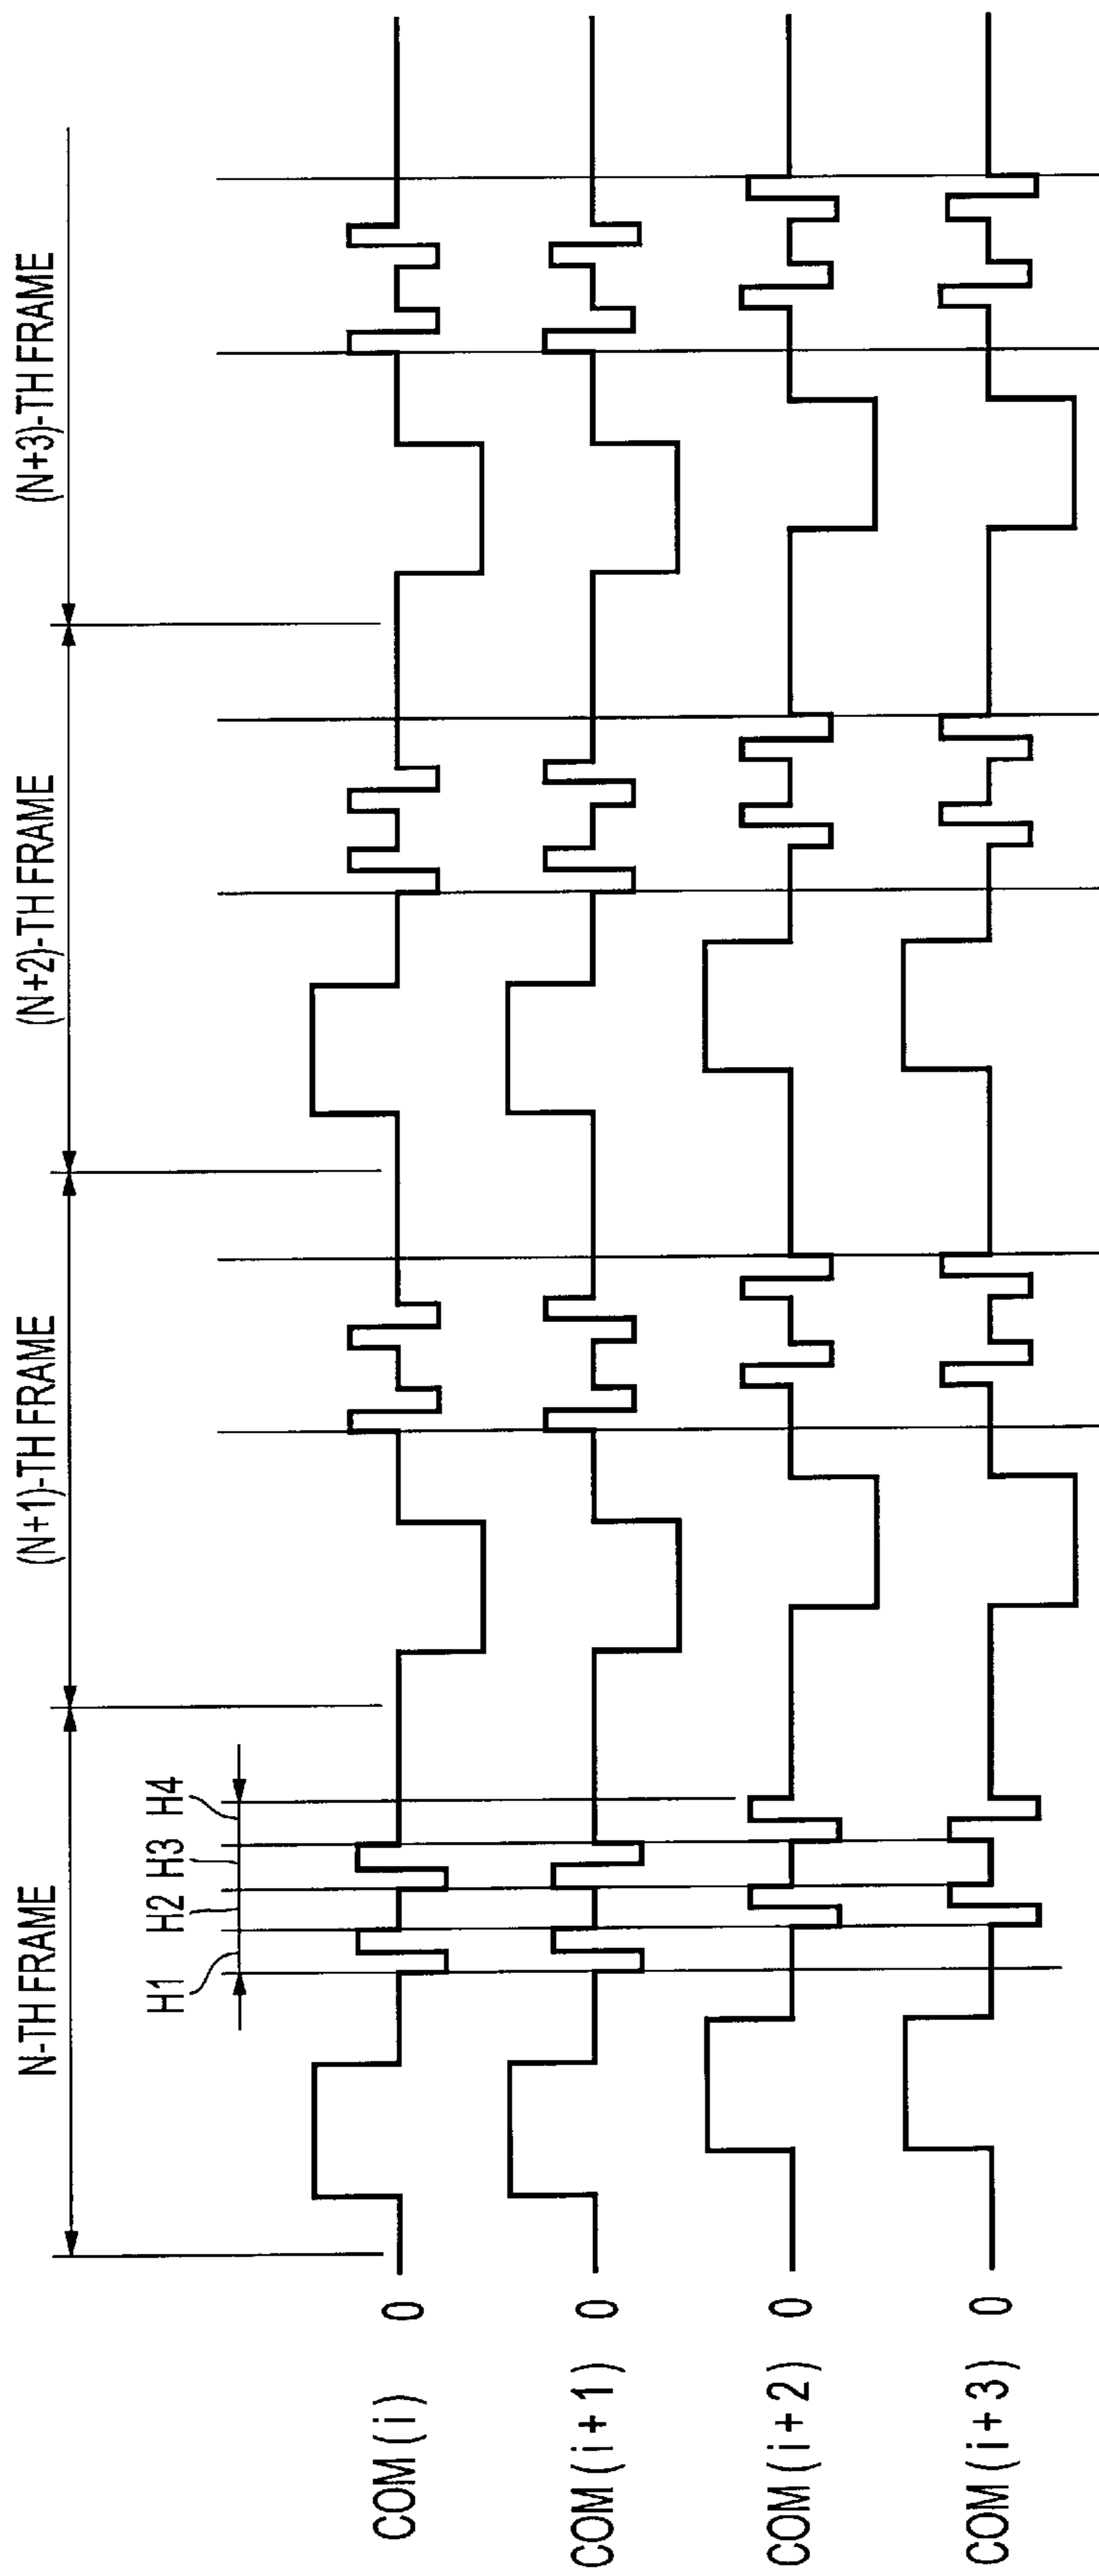 N-TH FRAME
(N+1)-TH FRAME
(N+2)-TH FRAME
(N+3)-TH FRAME
H1
H2
H3
H4
COM(i) 0
COM(i+1) 0
COM(i+2) 0
COM(i+3) 0